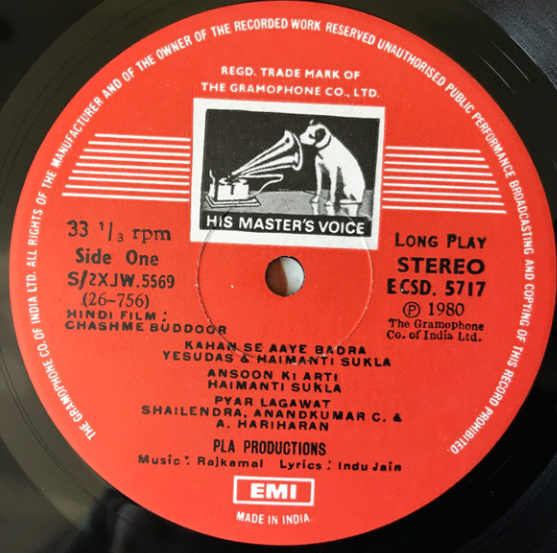 THE GRAMOPHONE CO. OF INDIA LTD. ALL RIGHTS OF THE MANUFACTURER AND OF THE OWNER OF THE RECORDED WORK RESERVED UNAUTHORISED PUBLIC PERFORMANCE BROADCASTING AND COPYING OF THIS RECORD PROHIBITED.
REGD. TRADE MARK OF
THE GRAMOPHONE CO., LTD.
HIS MASTER'S VOICE
33 1/3 rpm
Side One
S/2XJW.5569
(26-756)
HINDI FILM :
CHASHME BUDDOOR
LONG PLAY
STEREO
ECSD. 5717
℗ 1980
The Gramophone
Co. of India Ltd.
KAHAN SE AAYE BADRA
YESUDAS & HAIMANTI SUKLA
ANSOON KI ARTI
HAIMANTI SUKLA
PYAR LAGAWAT
SHAILENDRA, ANANDKUMAR C. &
A. HARIHARAN
PLA PRODUCTIONS
Music : Rajkamal Lyrics : Indu Jain
EMI
MADE IN INDIA.